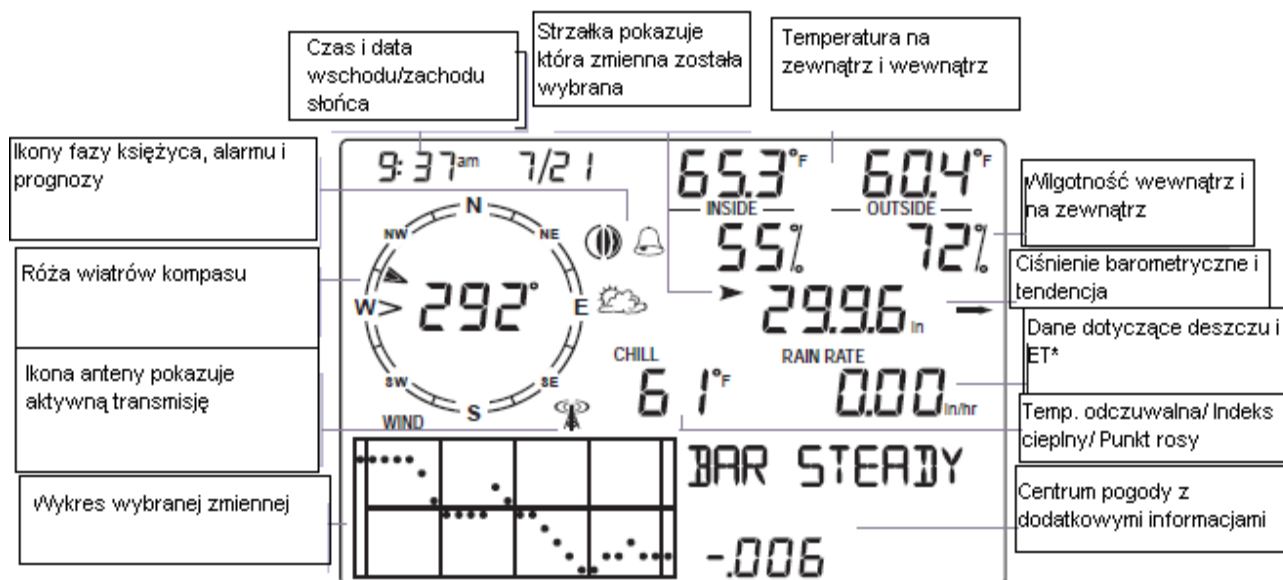 Czas i data
wschodu/zachodu
słońca
Strzałka pokazuje
która zmienna została
wybrana
Temperatura na
zewnątrz i wewnątrz
Ikony fazy księżyca, alarmu i
prognozy
Róża wiatrów kompasu
Ikona anteny pokazuje
aktywną transmisję
Wykres wybranej zmiennej
9:37am 7/21
N
NW NE
W 292° E
SW SE
S
WIND
65.3°F 60.4°F
INSIDE OUTSIDE
55% 72%
29.9.6 in
CHILL RAIN RATE
61°F 0.00 in/hr
BAR STEADY
-.006
Wilgotność wewnątrz i
na zewnątrz
Ciśnienie barometryczne i
tendencja
Dane dotyczące deszczu i
ET*
Temp. odczuwalna/ Indeks
cieplny/ Punkt rosy
Centrum pogody z
dodatkowymi informacjami